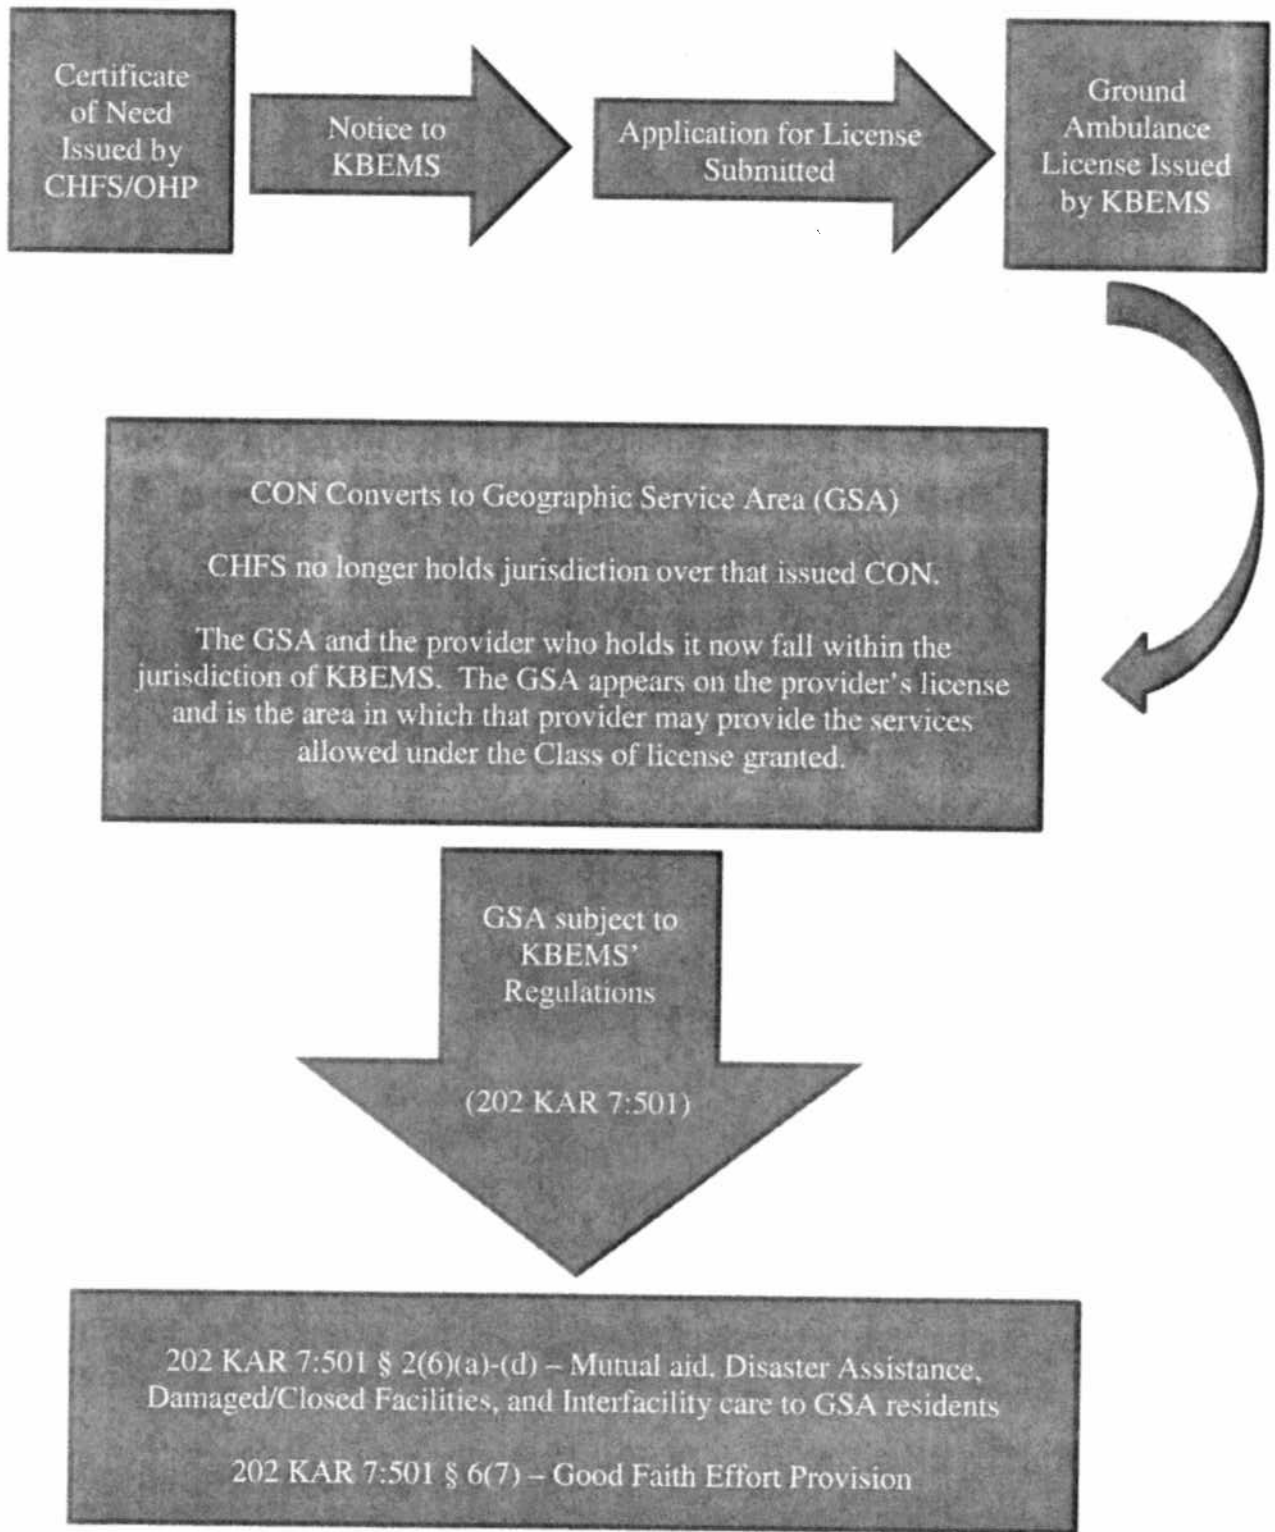 Certificate
of Need
Issued by
CHFS/OHP
Notice to
KBEMS
Application for License
Submitted
Ground
Ambulance
License Issued
by KBEMS
CON Converts to Geographic Service Area (GSA)
CHFS no longer holds jurisdiction over that issued CON.
The GSA and the provider who holds it now fall within the
jurisdiction of KBEMS. The GSA appears on the provider's license
and is the area in which that provider may provide the services
allowed under the Class of license granted.
GSA subject to
KBEMS'
Regulations
(202 KAR 7:501)
202 KAR 7:501 § 2(6)(a)-(d) – Mutual aid, Disaster Assistance,
Damaged/Closed Facilities, and Interfacility care to GSA residents
202 KAR 7:501 § 6(7) – Good Faith Effort Provision